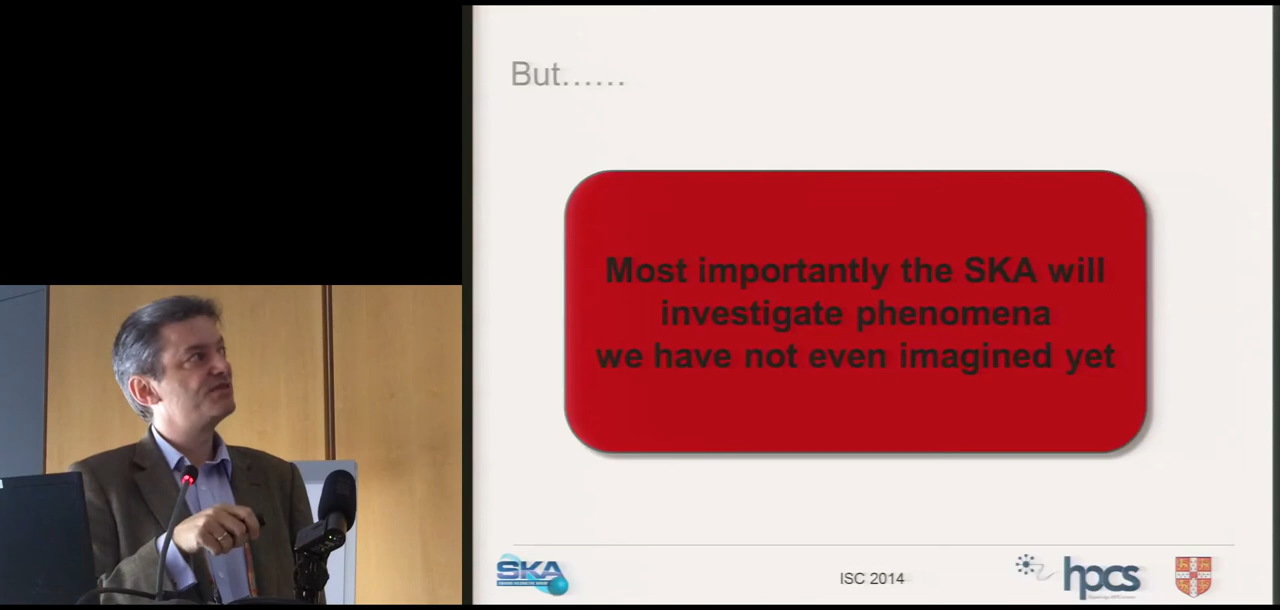 But......
Most importantly the SKA will
investigate phenomena
we have not even imagined yet
SKA
ISC 2014
hpcs